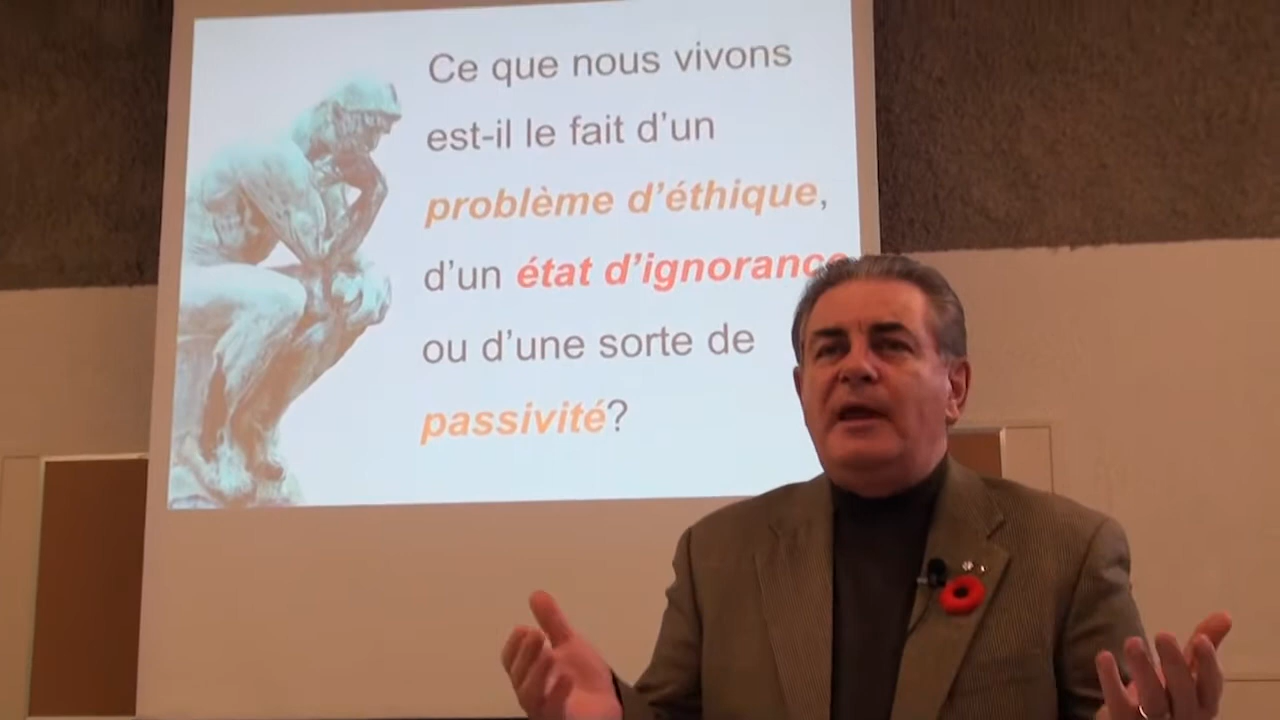 Ce que nous vivons
est-il le fait d’un
problème d’éthique,
d’un état d’ignorance
ou d’une sorte de
passivité?